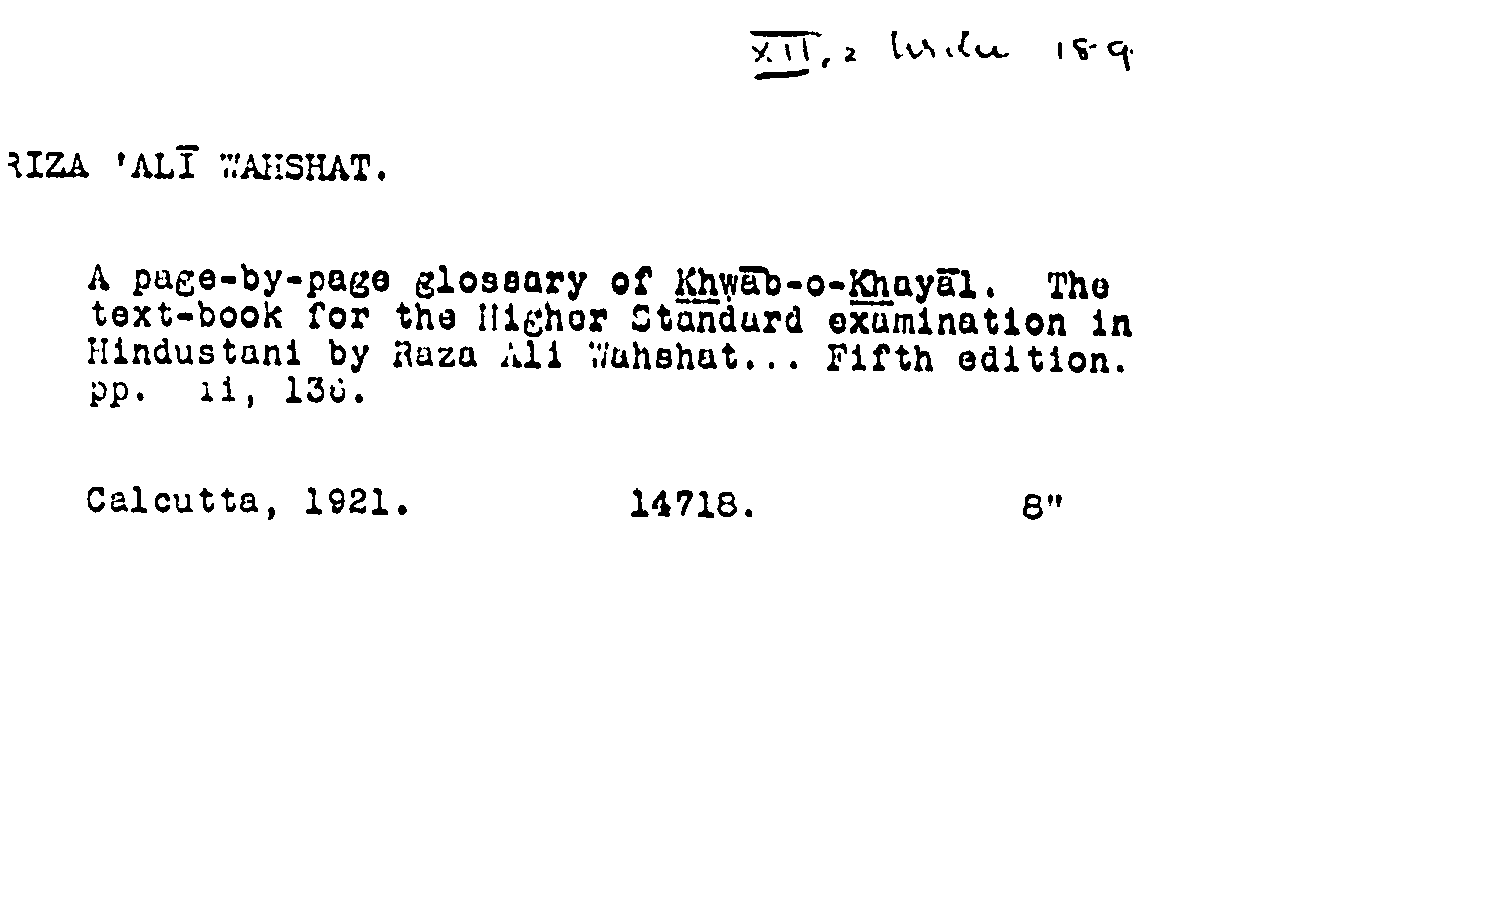 XII, 2 Urdu 189
RIZA 'ALĪ WAHSHAT.
A page-by-page glossary of Khwāb-o-Khayāl. The
text-book for the Higher Standard examination in
Hindustani by Raza Ali Wahshat... Fifth edition.
pp. ii, 136.
Calcutta, 1921. 14718. 8"